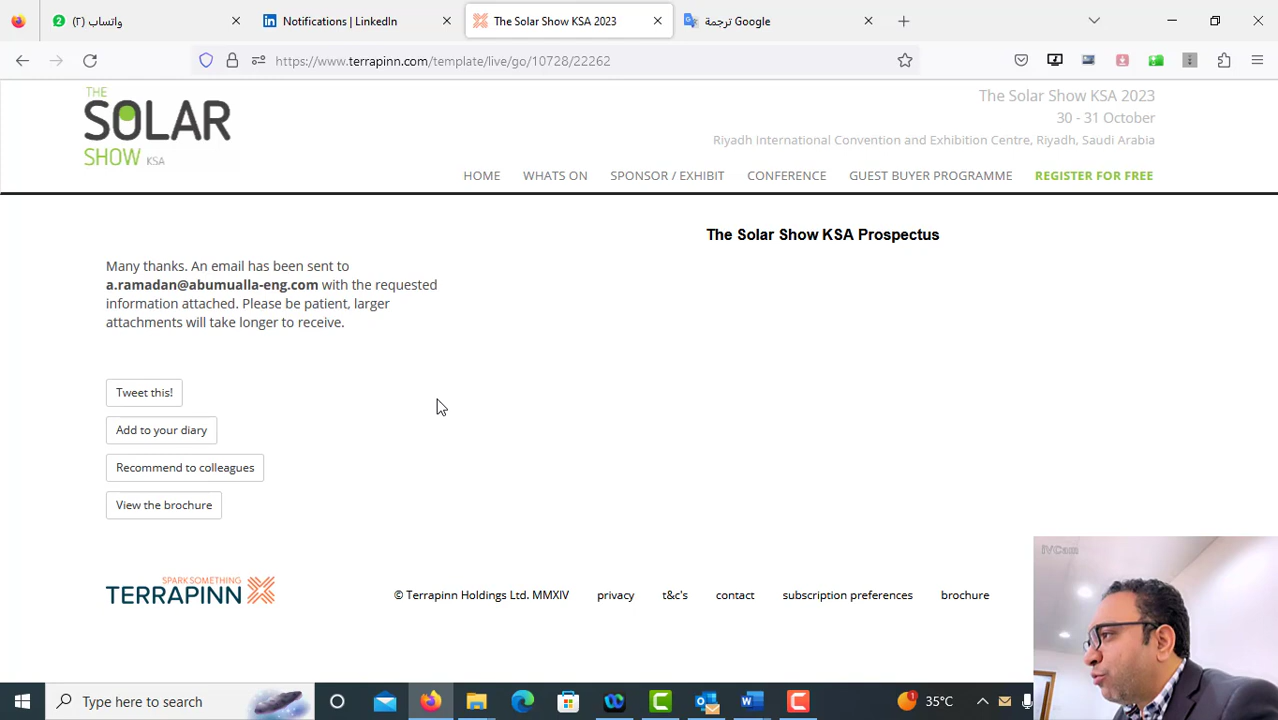 واتساب (٢)
Notifications | LinkedIn
The Solar Show KSA 2023
ترجمة Google
https://www.terrapinn.com/template/live/go/10728/22262
THE
SOLAR
SHOW KSA
The Solar Show KSA 2023
30 - 31 October
Riyadh International Convention and Exhibition Centre, Riyadh, Saudi Arabia
HOME WHATS ON SPONSOR / EXHIBIT CONFERENCE GUEST BUYER PROGRAMME REGISTER FOR FREE
The Solar Show KSA Prospectus
Many thanks. An email has been sent to
a.ramadan@abumualla-eng.com with the requested
information attached. Please be patient, larger
attachments will take longer to receive.
Tweet this!
Add to your diary
Recommend to colleagues
View the brochure
iVCam
SPARK SOMETHING
TERRAPINN
© Terrapinn Holdings Ltd. MMXIV privacy t&c's contact subscription preferences brochure
Type here to search
1
35°C